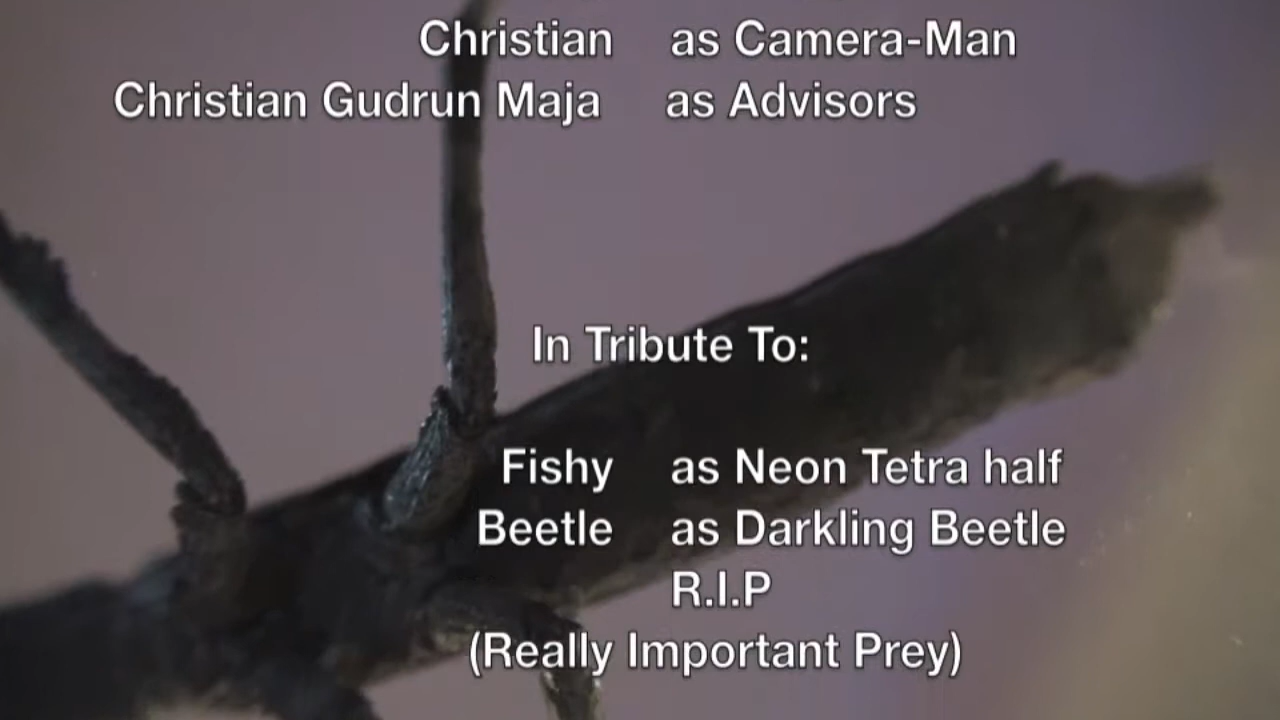 Christian as Camera-Man
Christian Gudrun Maja as Advisors
In Tribute To:
Fishy as Neon Tetra half
Beetle as Darkling Beetle
R.I.P
(Really Important Prey)